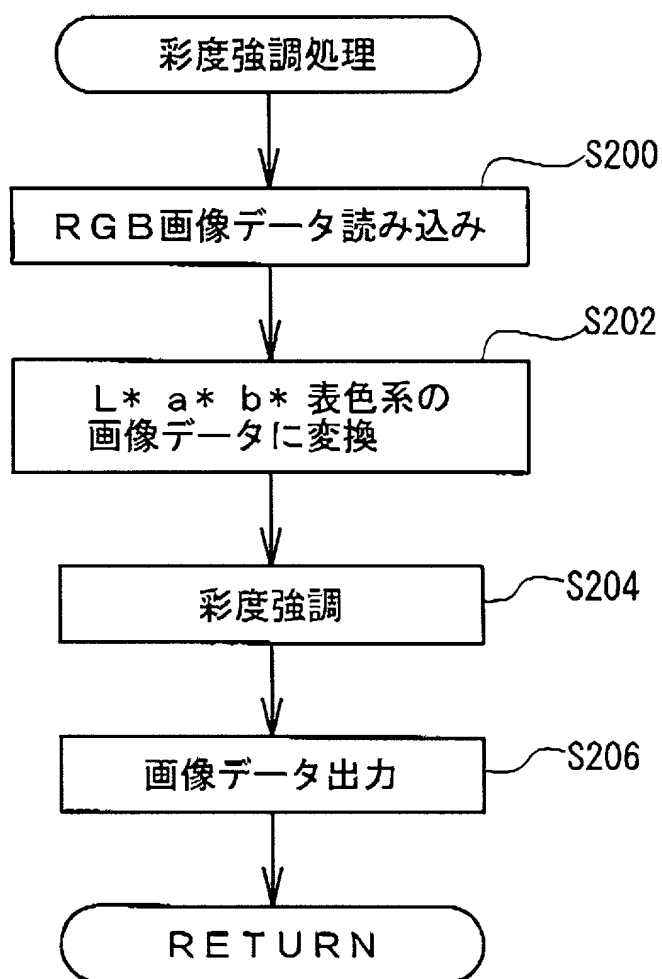 彩度強調処理
S200
RGB画像データ読み込み
S202
L* a* b* 表色系の
画像データに変換
彩度強調
S204
画像データ出力
S206
RETURN